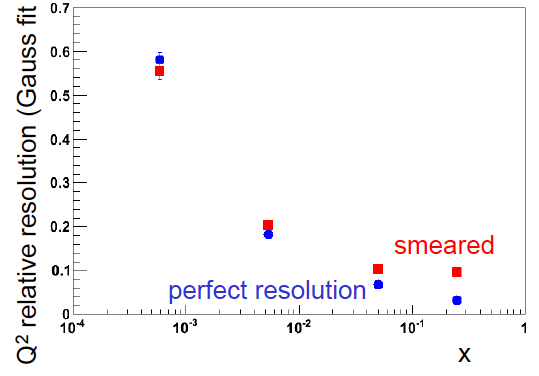 Q² relative resolution (Gauss fit
0.7
0.6
0.5
0.4
0.3
0.2
0.1
0
smeared
perfect resolution
10⁻⁴ 10⁻³ 10⁻² 10⁻¹ 1
x